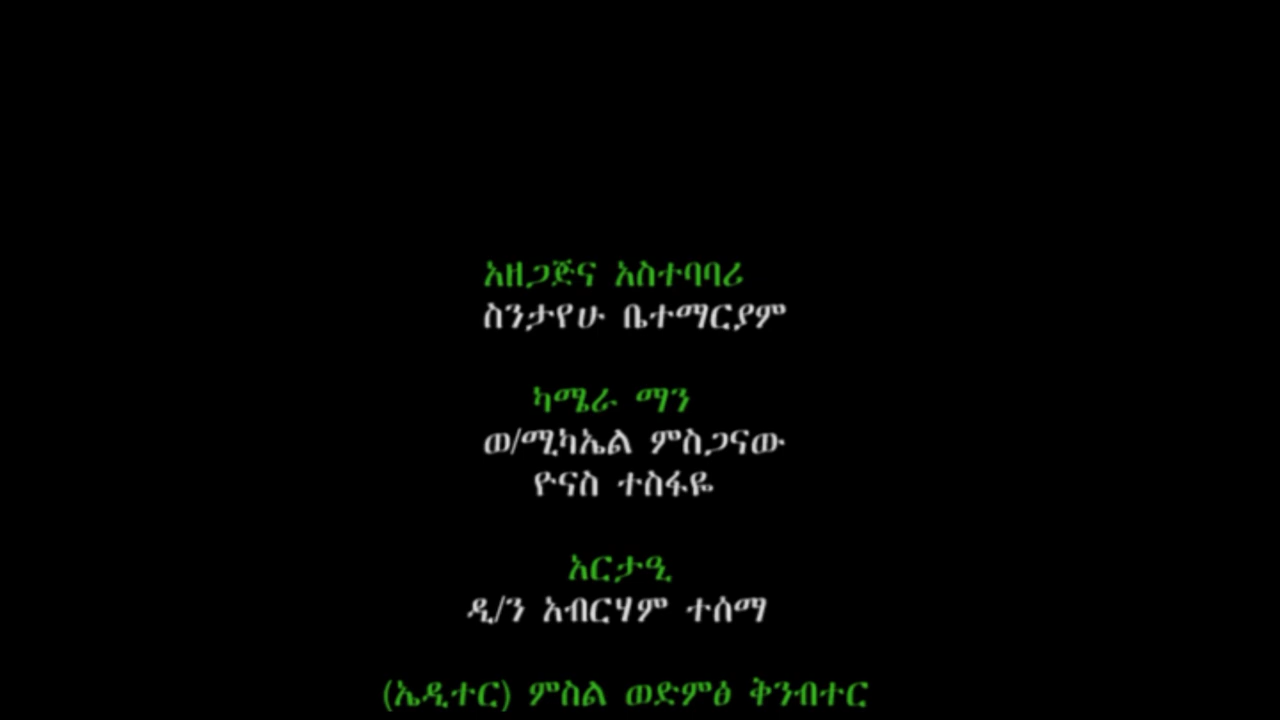 አዘጋጅና አስተባባሪ
ስንታየሁ ቤተማርያም
ካሜራ ማን
ወ/ሚካኤል ምስጋናው
ዮናስ ተስፋዬ
አርታዒ
ዲ/ን አብርሃም ተሰማ
(ኤዲተር) ምስል ወድምፅ ቅንብተር